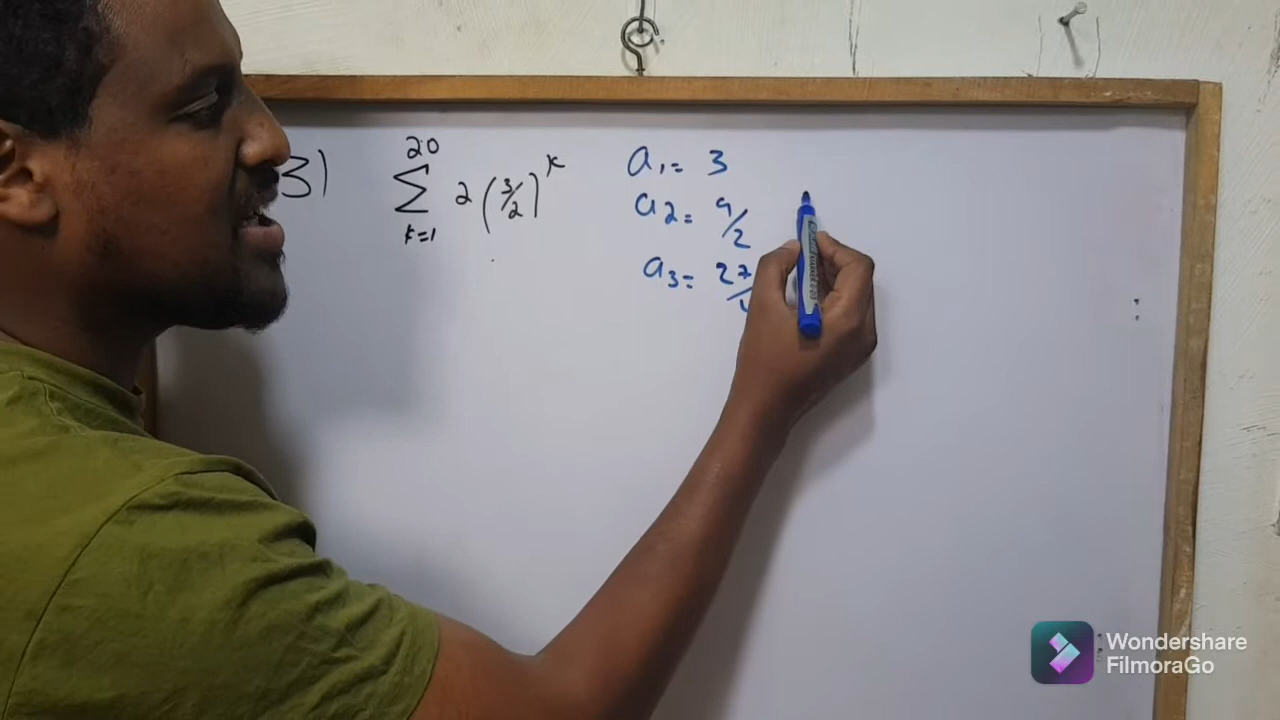 3)
20
∑ 2(3/2)^k
k=1
a1= 3
a2= 9/2
a3= 27/
Wondershare
FilmoraGo